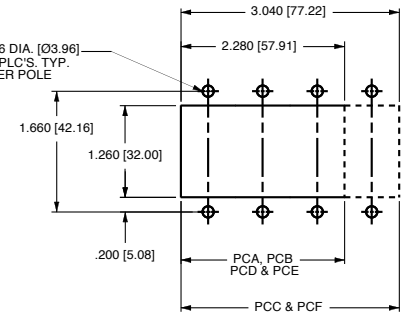 3.040 [77.22]
2.280 [57.91]
6 DIA. [Ø3.96]
PLC'S. TYP.
ER POLE
1.660 [42.16]
1.260 [32.00]
.200 [5.08]
PCA, PCB
PCD & PCE
PCC & PCF